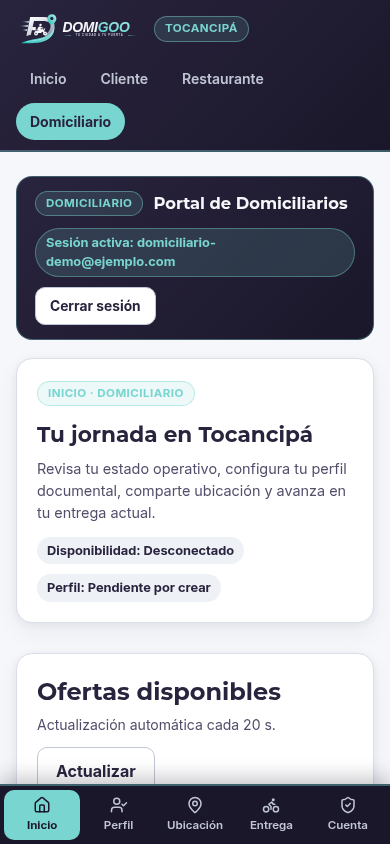 DOMIGOO
TU CIUDAD A TU PUERTA
TOCANCIPÁ
Inicio
Cliente
Restaurante
Domiciliario
DOMICILIARIO
Portal de Domiciliarios
Sesión activa: domiciliario-
demo@ejemplo.com
Cerrar sesión
INICIO · DOMICILIARIO
Tu jornada en Tocancipá
Revisa tu estado operativo, configura tu perfil
documental, comparte ubicación y avanza en
tu entrega actual.
Disponibilidad: Desconectado
Perfil: Pendiente por crear
Ofertas disponibles
Actualización automática cada 20 s.
Actualizar
Inicio
Perfil
Ubicación
Entrega
Cuenta